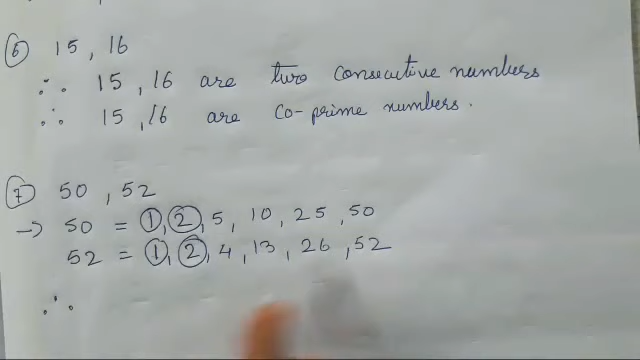 ⑥ 15 , 16
∴ 15 , 16 are two consecutive numbers
∴ 15 , 16 are co-prime numbers.
⑦ 50 , 52
→ 50 = ①, ②, 5, 10, 25, 50
52 = ①, ②, 4, 13, 26, 52
∴